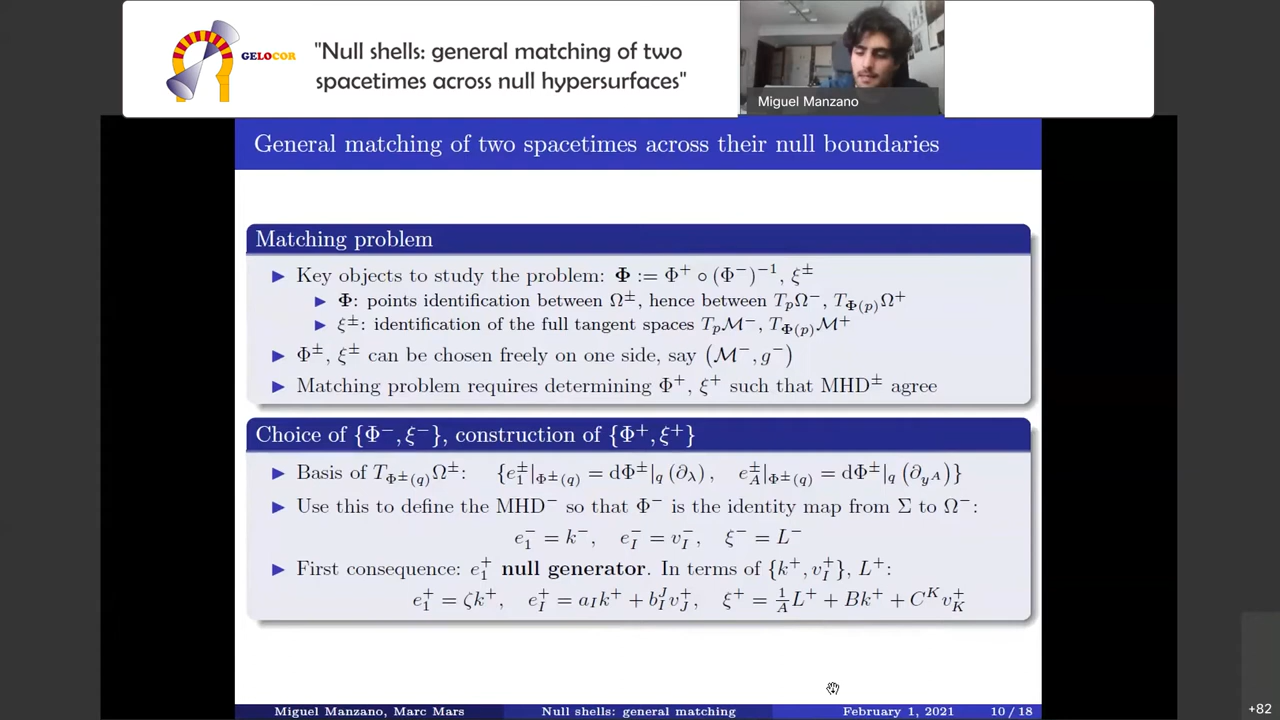 GELOCOR
"Null shells: general matching of two
spacetimes across null hypersurfaces"
Miguel Manzano
General matching of two spacetimes across their null boundaries
Matching problem
▶ Key objects to study the problem: 𝚽 := Φ⁺ ∘ (Φ⁻)⁻¹, ξ^±
▶ 𝚽: points identification between Ω^±, hence between T_pΩ⁻, T_{𝚽(p)}Ω⁺
▶ ξ^±: identification of the full tangent spaces T_pℳ⁻, T_{𝚽(p)}ℳ⁺
▶ Φ^±, ξ^± can be chosen freely on one side, say (ℳ⁻, g⁻)
▶ Matching problem requires determining Φ⁺, ξ⁺ such that MHD^± agree
Choice of {Φ⁻, ξ⁻}, construction of {Φ⁺, ξ⁺}
▶ Basis of T_{Φ^±(q)}Ω^±: {e_1^±|_{Φ^±(q)} = dΦ^±|_q (∂_λ), e_A^±|_{Φ^±(q)} = dΦ^±|_q (∂_{y^A})}
▶ Use this to define the MHD⁻ so that Φ⁻ is the identity map from Σ to Ω⁻:
e_1^- = k⁻, e_I^- = v_I^-, ξ⁻ = L⁻
▶ First consequence: e_1^+ null generator. In terms of {k⁺, v_I^+}, L⁺:
e_1^+ = ζk⁺, e_I^+ = a_I k⁺ + b_I^J v_J^+, ξ⁺ = 1/A L⁺ + Bk⁺ + C^K v_K^+
Miguel Manzano, Marc Mars Null shells: general matching February 1, 2021 10 / 18
+82